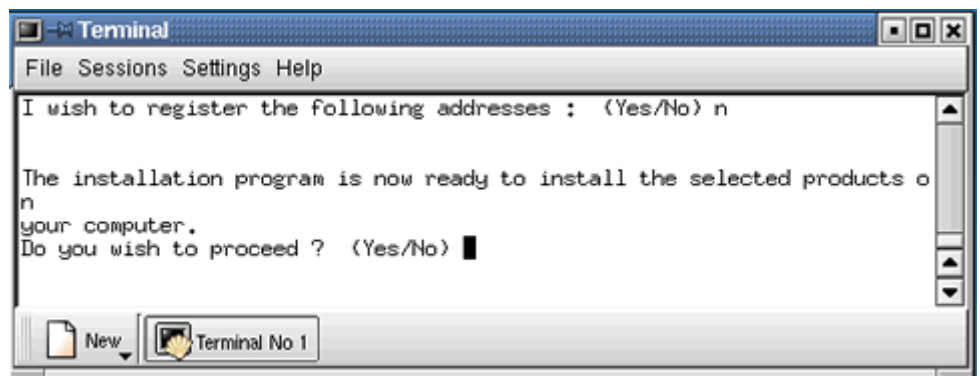 Terminal
File Sessions Settings Help
I wish to register the following addresses : (Yes/No) n
The installation program is now ready to install the selected products o
n
your computer.
Do you wish to proceed ? (Yes/No)
New
Terminal No 1